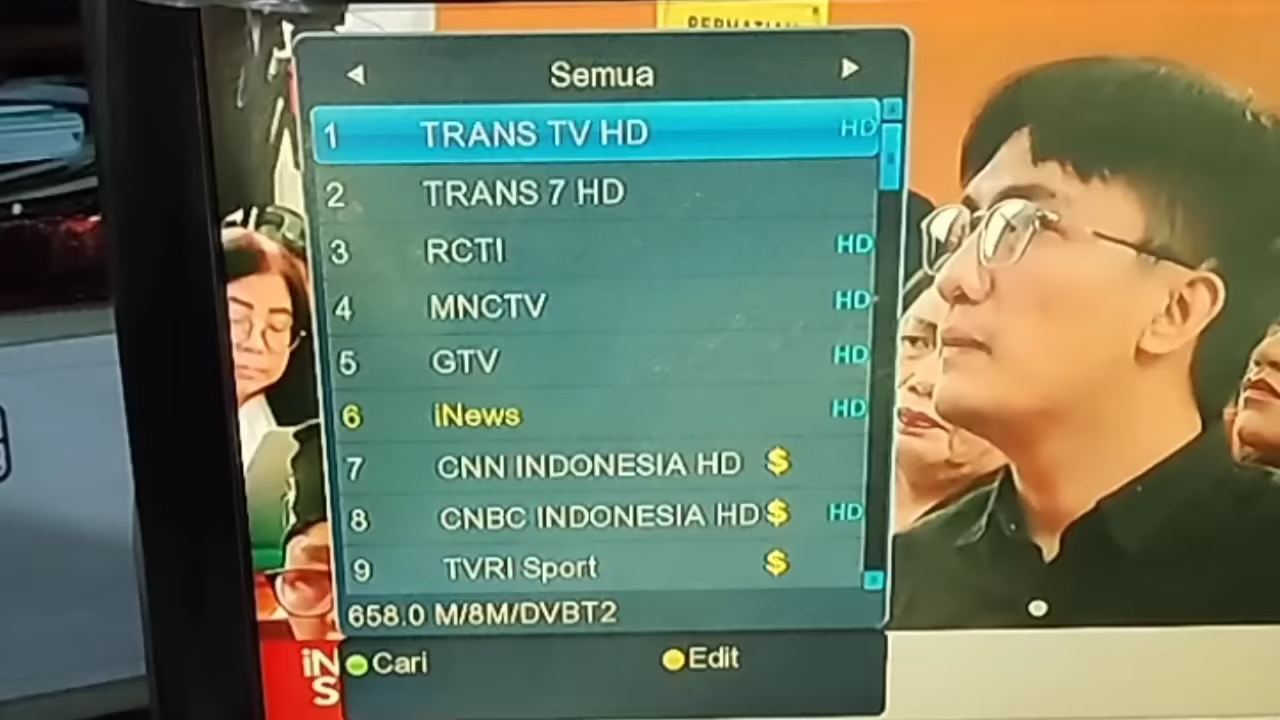 PERHATIAN
Semua
1 TRANS TV HD HD
2 TRANS 7 HD
3 RCTI HD
4 MNCTV HD
5 GTV HD
6 iNews HD
7 CNN INDONESIA HD $
8 CNBC INDONESIA HD $ HD
9 TVRI Sport $
658.0 M/8M/DVBT2
Cari Edit
iN
S